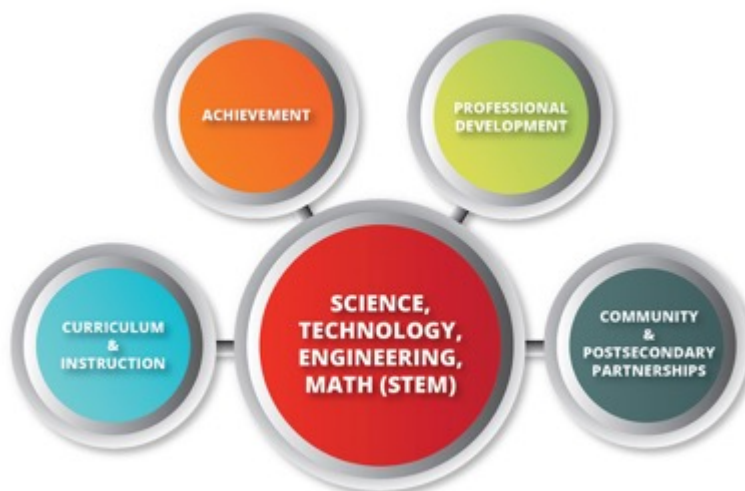 ACHIEVEMENT
PROFESSIONAL
DEVELOPMENT
CURRICULUM
&
INSTRUCTION
SCIENCE,
TECHNOLOGY,
ENGINEERING,
MATH (STEM)
COMMUNITY
&
POSTSECONDARY
PARTNERSHIPS